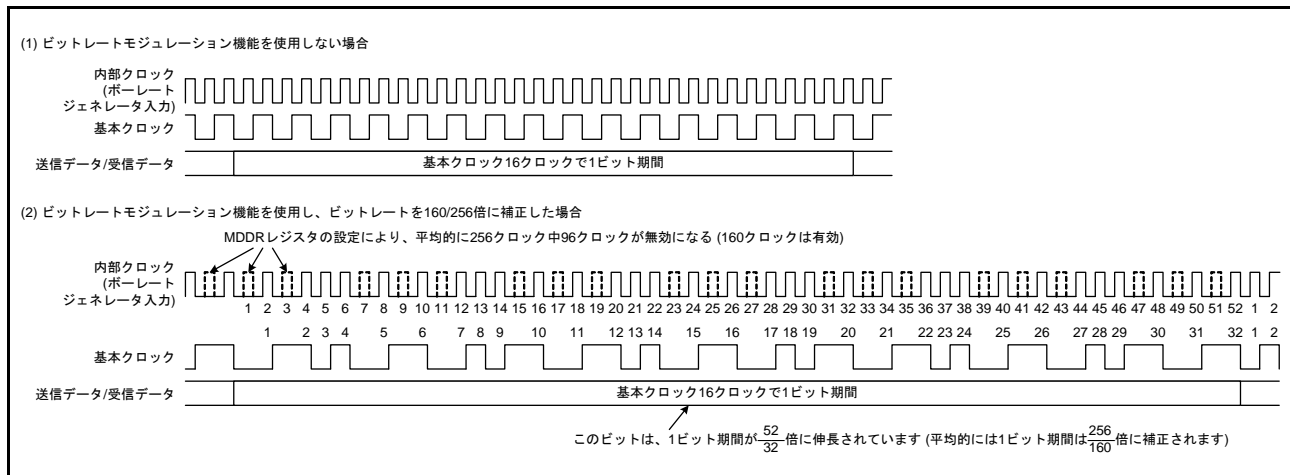 (1) ビットレートモジュレーション機能を使用しない場合
内部クロック
(ボーレート
ジェネレータ入力)
基本クロック
送信データ/受信データ
基本クロック16クロックで1ビット期間
(2) ビットレートモジュレーション機能を使用し、ビットレートを160/256倍に補正した場合
MDDRレジスタの設定により、平均的に256クロック中96クロックが無効になる (160クロックは有効)
内部クロック
(ボーレート
ジェネレータ入力)
1 2 3 4 5 6 7 8 9 10 11 12 13 14 15 16 17 18 19 20 21 22 23 24 25 26 27 28 29 30 31 32 33 34 35 36 37 38 39 40 41 42 43 44 45 46 47 48 49 50 51 52 1 2
1 2 3 4 5 6 7 8 9 10 11 12 13 14 15 16 17 18 19 20 21 22 23 24 25 26 27 28 29 30 31 32 1 2
基本クロック
送信データ/受信データ
基本クロック16クロックで1ビット期間
このビットは、1ビット期間が52/32倍に伸長されています (平均的には1ビット期間は256/160倍に補正されます)